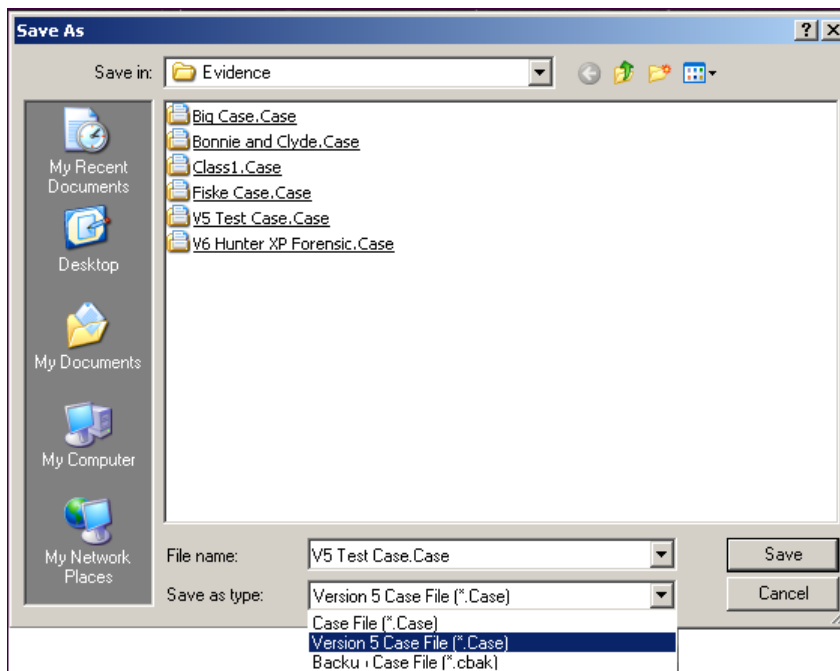 Save As
Save in:
Evidence
Big Case.Case
Bonnie and Clyde.Case
Class1.Case
Fiske Case.Case
V5 Test Case.Case
V6 Hunter XP Forensic.Case
My Recent
Documents
Desktop
My Documents
My Computer
My Network
Places
File name:
V5 Test Case.Case
Save
Save as type:
Version 5 Case File (*.Case)
Cancel
Case File (*.Case)
Version 5 Case File (*.Case)
Case File (*.cbak)